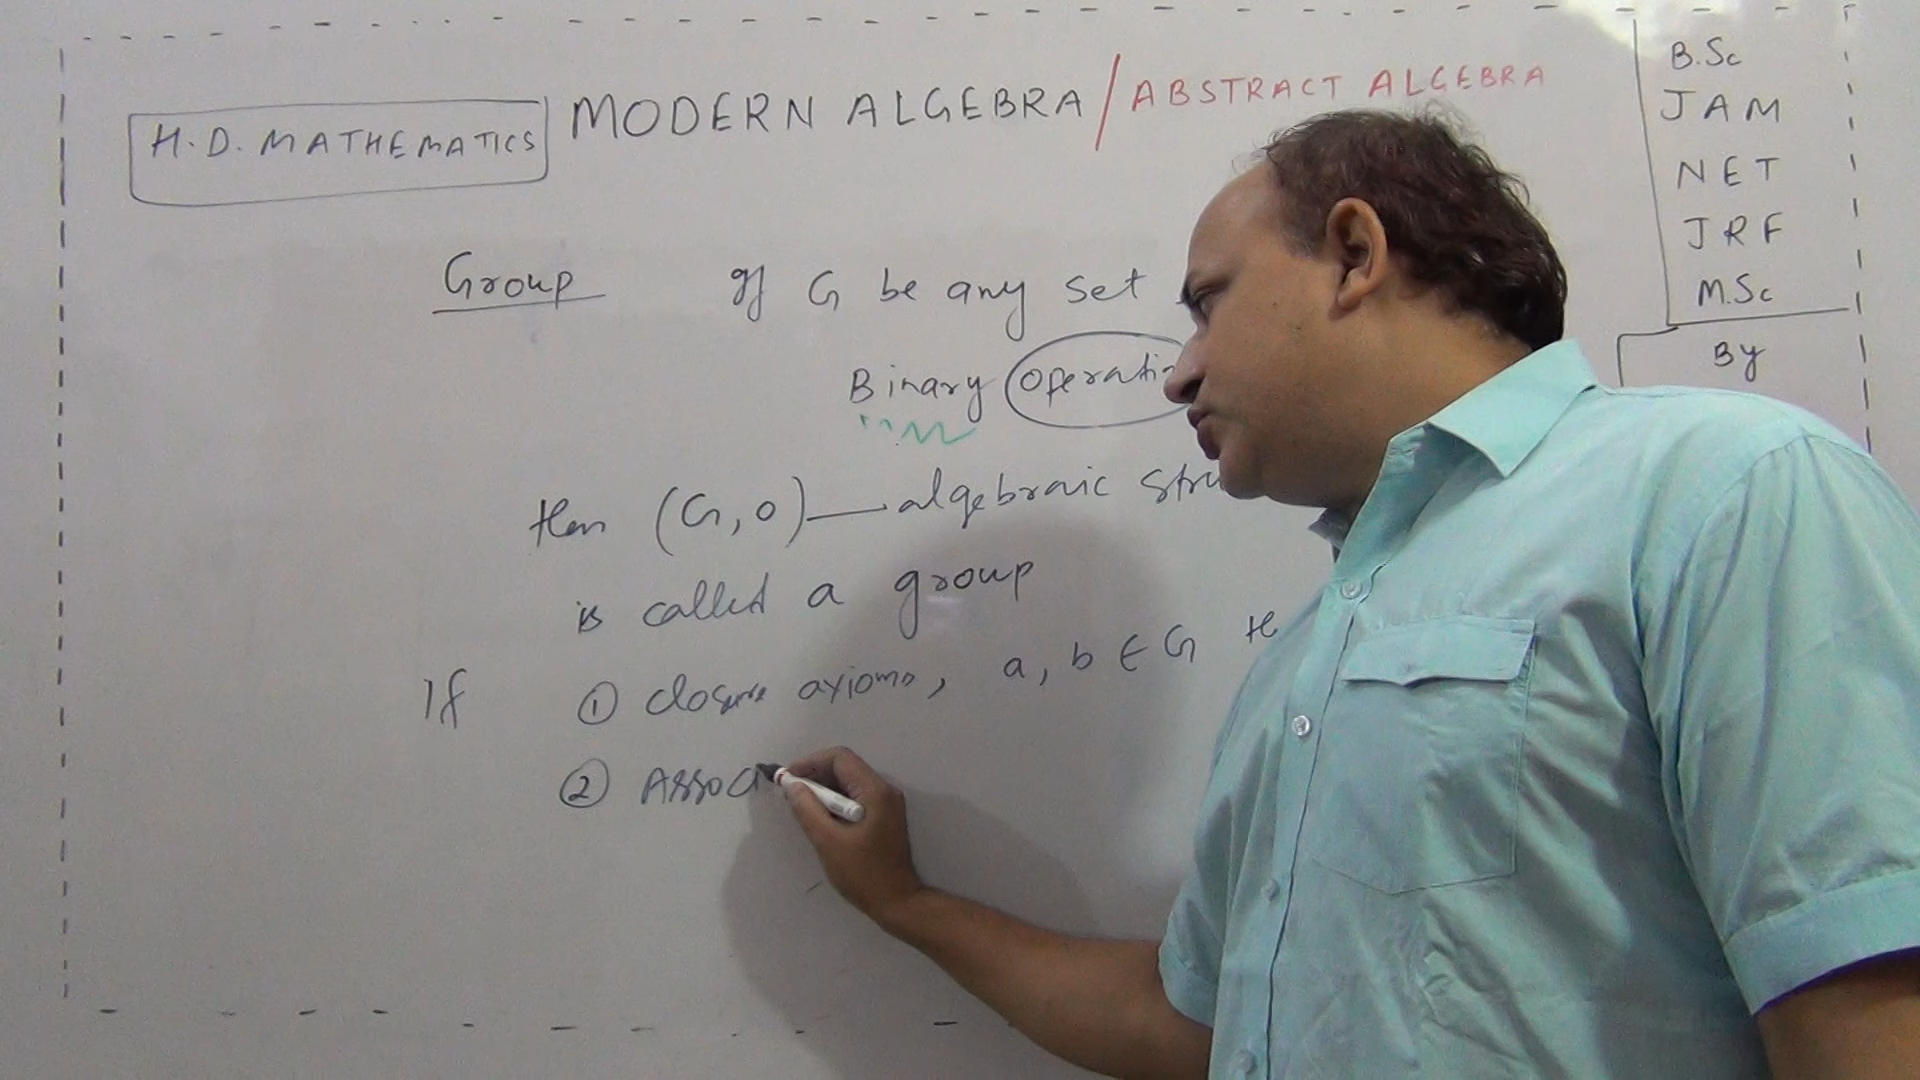 H.D. MATHEMATICS
MODERN ALGEBRA / ABSTRACT ALGEBRA
B.Sc
JAM
NET
JRF
M.Sc
By
Group If G be any set
Binary operatio
then (G, o) — algebraic stru
is called a group
If ① closure axioms, a, b ∈ G
② Assoc